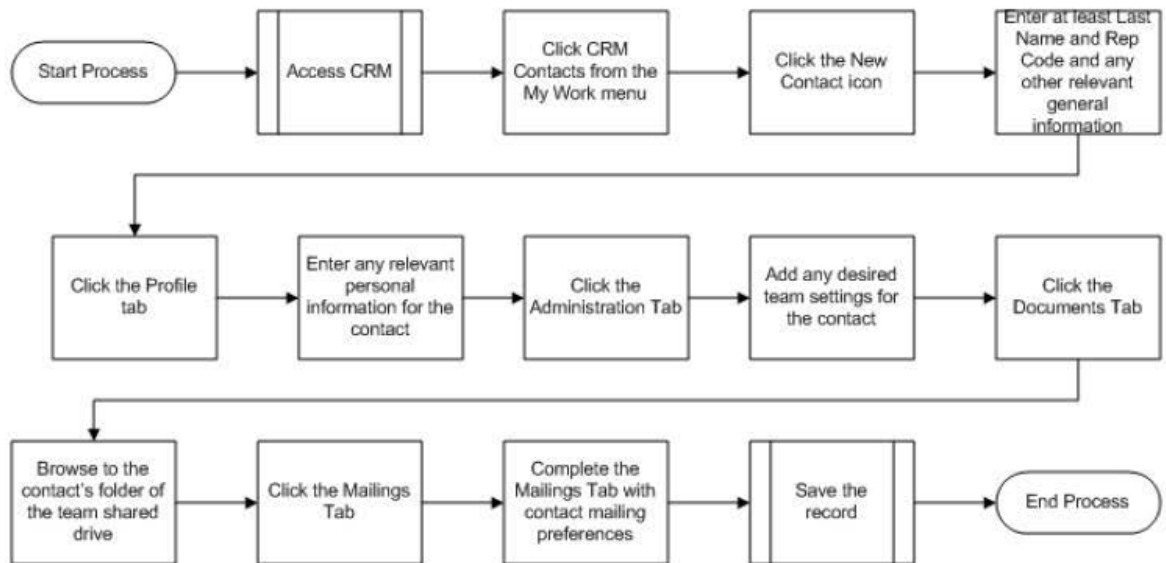 Start Process
Access CRM
Click CRM
Contacts from the
My Work menu
Click the New
Contact icon
Enter at least Last
Name and Rep
Code and any
other relevant
general
information
Click the Profile
tab
Enter any relevant
personal
information for the
contact
Click the
Administration Tab
Add any desired
team settings for
the contact
Click the
Documents Tab
Browse to the
contact's folder of
the team shared
drive
Click the Mailings
Tab
Complete the
Mailings Tab with
contact mailing
preferences
Save the
record
End Process